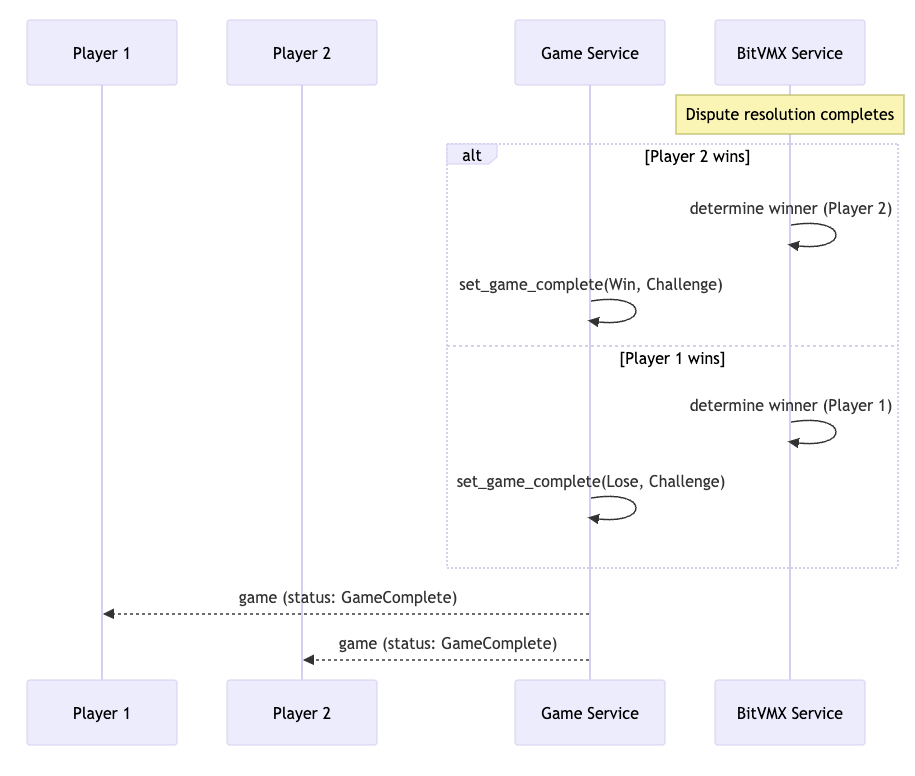 Player 1
Player 2
Game Service
BitVMX Service
Dispute resolution completes
alt
[Player 2 wins]
determine winner (Player 2)
set_game_complete(Win, Challenge)
[Player 1 wins]
determine winner (Player 1)
set_game_complete(Lose, Challenge)
game (status: GameComplete)
game (status: GameComplete)
Player 1
Player 2
Game Service
BitVMX Service